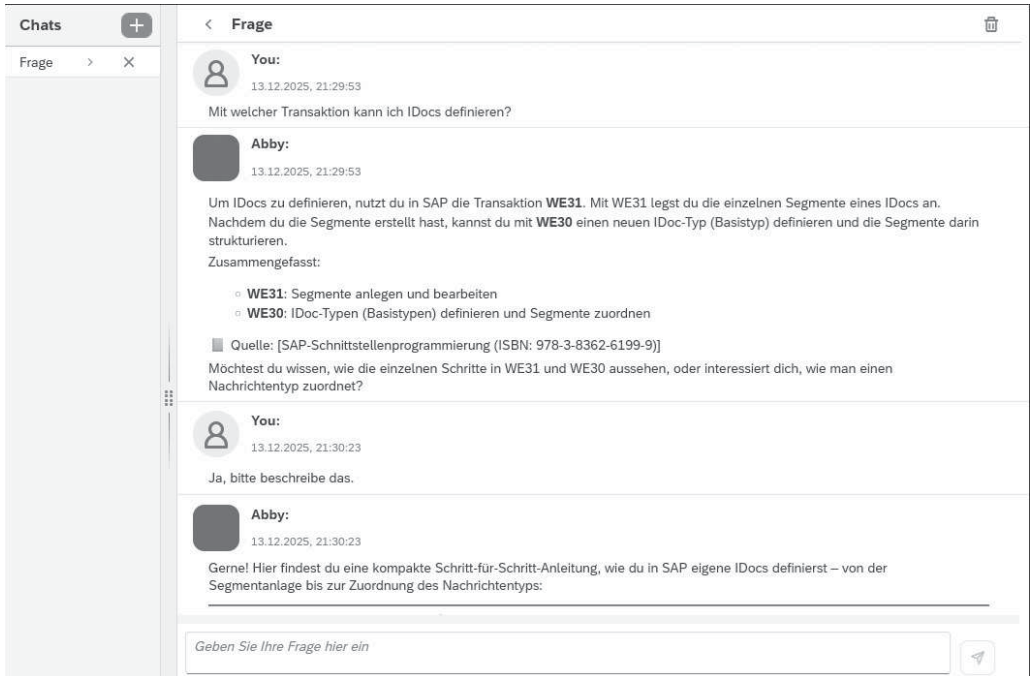 Chats
Frage
Frage
You:
13.12.2025, 21:29:53
Mit welcher Transaktion kann ich IDocs definieren?
Abby:
13.12.2025, 21:29:53
Um IDocs zu definieren, nutzt du in SAP die Transaktion WE31. Mit WE31 legst du die einzelnen Segmente eines IDocs an.
Nachdem du die Segmente erstellt hast, kannst du mit WE30 einen neuen IDoc-Typ (Basistyp) definieren und die Segmente darin
strukturieren.
Zusammengefasst:
WE31: Segmente anlegen und bearbeiten
WE30: IDoc-Typen (Basistypen) definieren und Segmente zuordnen
Quelle: [SAP-Schnittstellenprogrammierung (ISBN: 978-3-8362-6199-9)]
Möchtest du wissen, wie die einzelnen Schritte in WE31 und WE30 aussehen, oder interessiert dich, wie man einen
Nachrichtentyp zuordnet?
You:
13.12.2025, 21:30:23
Ja, bitte beschreibe das.
Abby:
13.12.2025, 21:30:23
Gerne! Hier findest du eine kompakte Schritt-für-Schritt-Anleitung, wie du in SAP eigene IDocs definierst – von der
Segmentanlage bis zur Zuordnung des Nachrichtentyps:
Geben Sie Ihre Frage hier ein